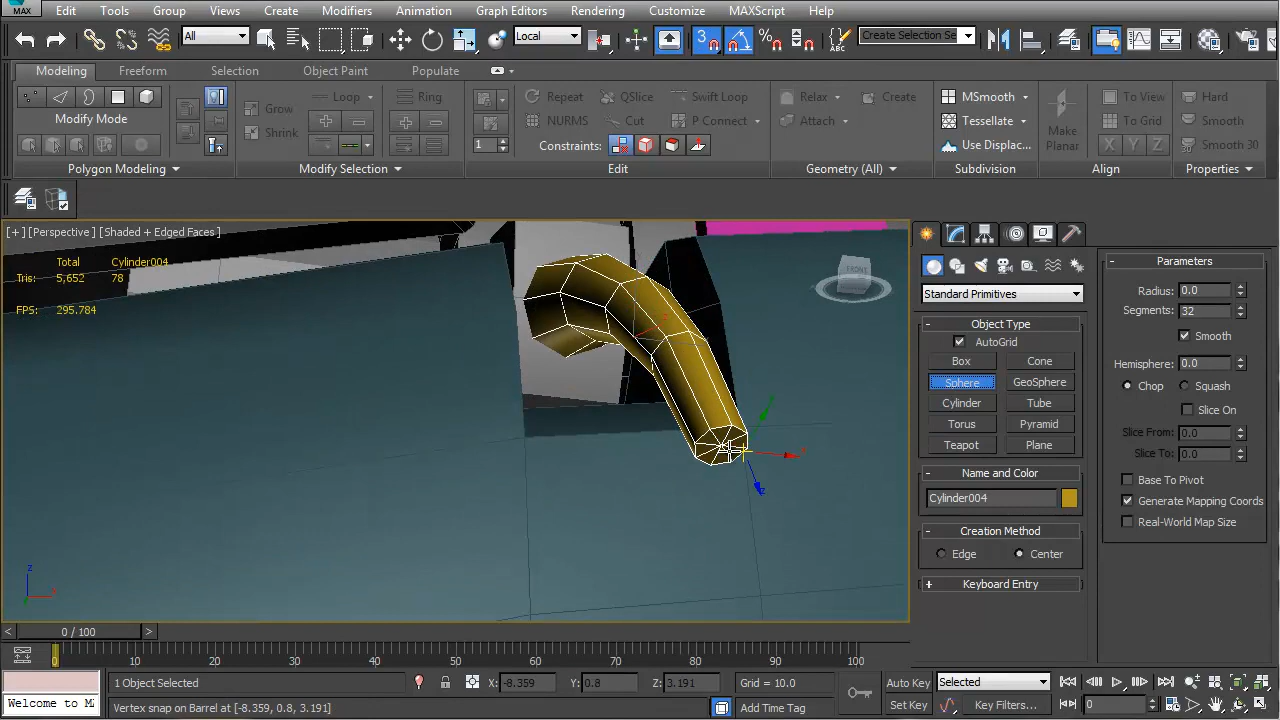 MAX
Edit Tools Group Views Create Modifiers Animation Graph Editors Rendering Customize MAXScript Help
All Local 3 Create Selection Se
Modeling Freeform Selection Object Paint Populate
Grow Loop Ring Repeat QSlice Swift Loop Relax Create MSmooth To View Hard
Modify Mode Shrink NURMS Cut P Connect Attach Tessellate Make Planar To Grid Smooth
1 Constraints: Use Displac... X Y Z Smooth 30
Polygon Modeling Modify Selection Edit Geometry (All) Subdivision Align Properties
[+] [Perspective] [Shaded + Edged Faces]
Total Cylinder004
Tris: 5,652 78
FPS: 295.784
FRONT
Standard Primitives
- Object Type
AutoGrid
Box Cone
Sphere GeoSphere
Cylinder Tube
Torus Pyramid
Teapot Plane
- Name and Color
Cylinder004
- Creation Method
Edge Center
+ Keyboard Entry
- Parameters
Radius: 0.0
Segments: 32
Smooth
Hemisphere: 0.0
Chop Squash
Slice On
Slice From: 0.0
Slice To: 0.0
Base To Pivot
Generate Mapping Coords
Real-World Map Size
< 0 / 100 >
0 10 20 30 40 50 60 70 80 90 100
1 Object Selected X: -8.359 Y: 0.8 Z: 3.191 Grid = 10.0 Auto Key Selected
Welcome to MA Vertex snap on Barrel at [-8.359, 0.8, 3.191] Add Time Tag Set Key Key Filters... 0